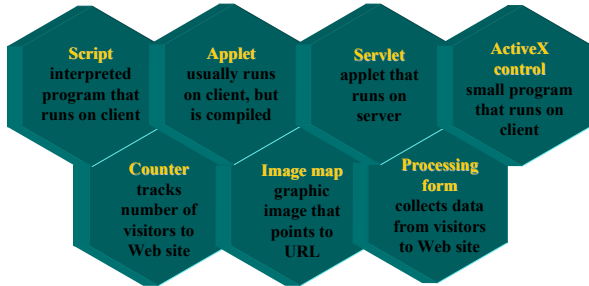 Script
interpreted
program that
runs on client
Applet
usually runs
on client, but
is compiled
Servlet
applet that
runs on
server
ActiveX
control
small program
that runs on
client
Counter
tracks
number of
visitors to
Web site
Image map
graphic
image that
points to
URL
Processing
form
collects data
from visitors
to Web site